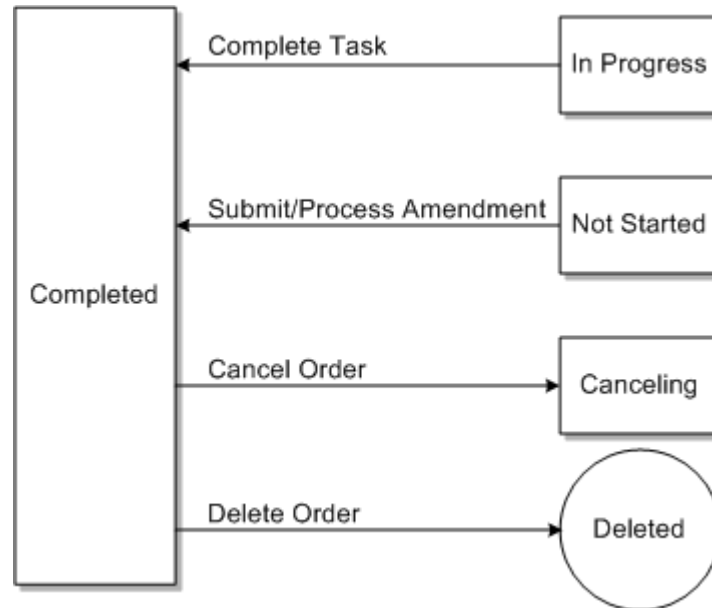 Complete Task
In Progress
Submit/Process Amendment
Not Started
Completed
Cancel Order
Canceling
Delete Order
Deleted